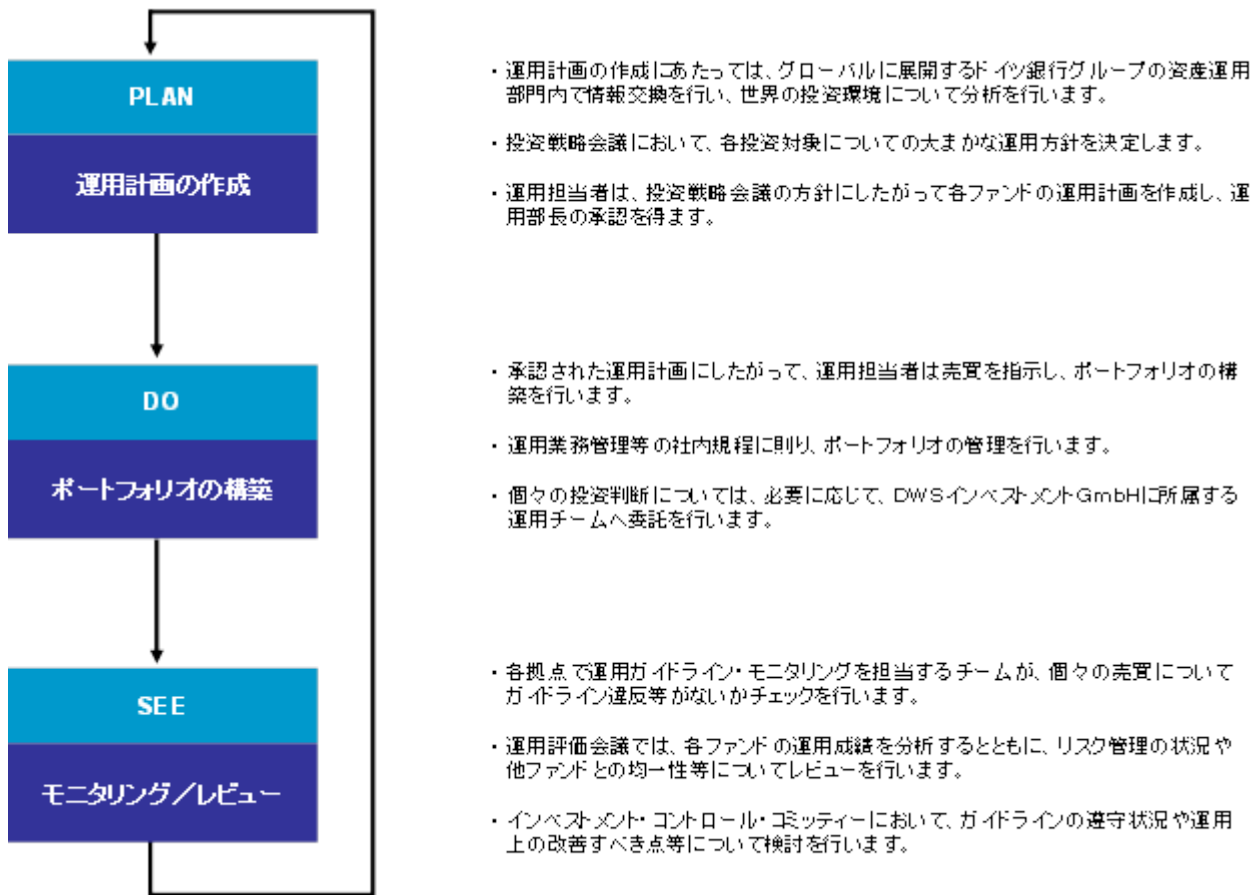 PLAN
運用計画の作成
・運用計画の作成にあたっては、グローバルに展開するドイツ銀行グループの資産運用
部門内で情報交換を行い、世界の投資環境について分析を行います。
・投資戦略会議において、各投資対象についての大まかな運用方針を決定します。
・運用担当者は、投資戦略会議の方針にしたがって各ファンドの運用計画を作成し、運
用部長の承認を得ます。
DO
ポートフォリオの構築
・承認された運用計画にしたがって、運用担当者は売買を指示し、ポートフォリオの構
築を行います。
・運用業務管理等の社内規程に則り、ポートフォリオの管理を行います。
・個々の投資判断については、必要に応じて、DWSインベストメントGmbHに所属する
運用チームへ委託を行います。
SEE
モニタリング／レビュー
・各拠点で運用ガイドライン・モニタリングを担当するチームが、個々の売買について
ガイドライン違反等がないかチェックを行います。
・運用評価会議では、各ファンドの運用成績を分析するとともに、リスク管理の状況や
他ファンドとの均一性等についてレビューを行います。
・インベストメント・コントロール・コミッティーにおいて、ガイドラインの遵守状況や運用
上の改善すべき点等について検討を行います。